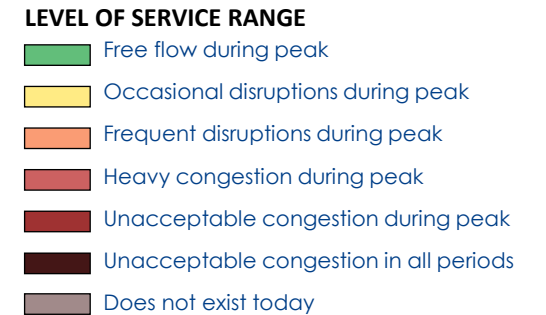 LEVEL OF SERVICE RANGE
Free flow during peak
Occasional disruptions during peak
Frequent disruptions during peak
Heavy congestion during peak
Unacceptable congestion during peak
Unacceptable congestion in all periods
Does not exist today